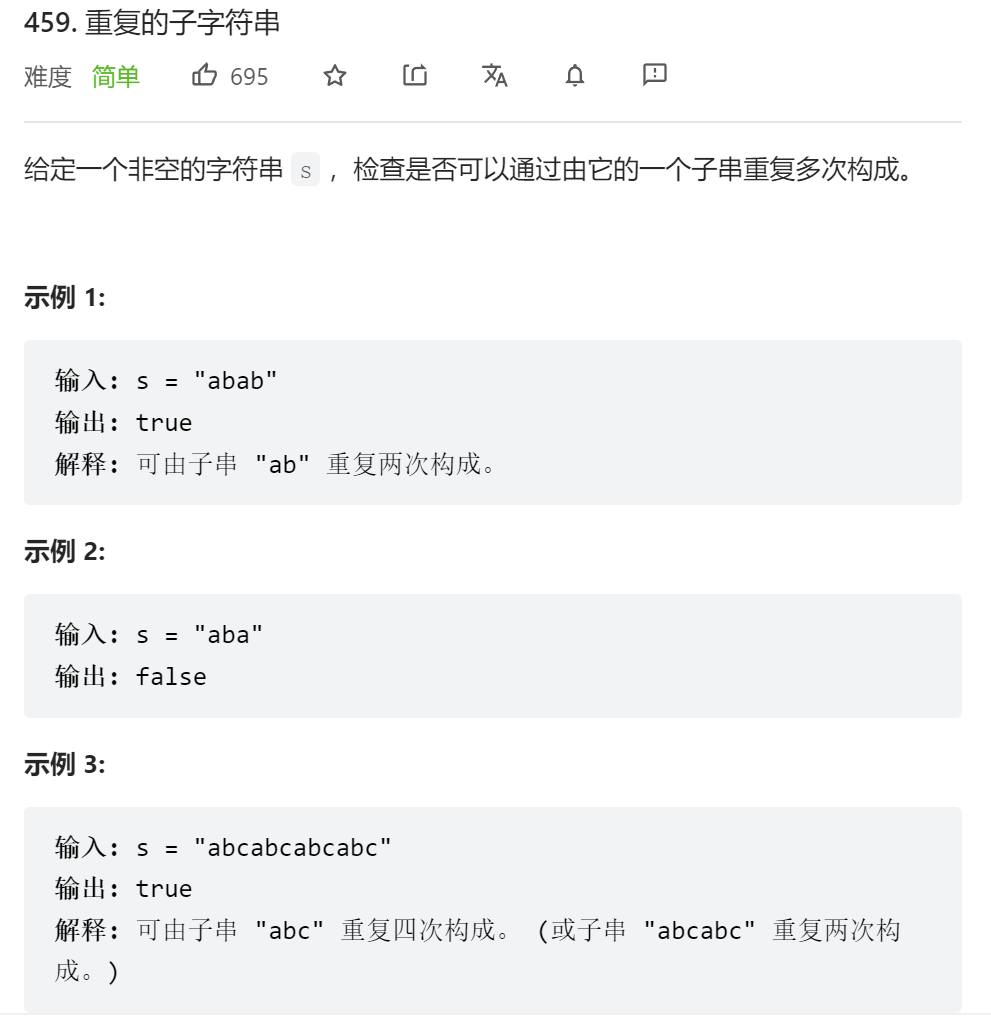 459. 重复的子字符串
难度 简单 695
给定一个非空的字符串 s ，检查是否可以通过由它的一个子串重复多次构成。
示例 1:
输入: s = "abab"
输出: true
解释: 可由子串 "ab" 重复两次构成。
示例 2:
输入: s = "aba"
输出: false
示例 3:
输入: s = "abcabcabcabc"
输出: true
解释: 可由子串 "abc" 重复四次构成。 (或子串 "abcabc" 重复两次构
成。)